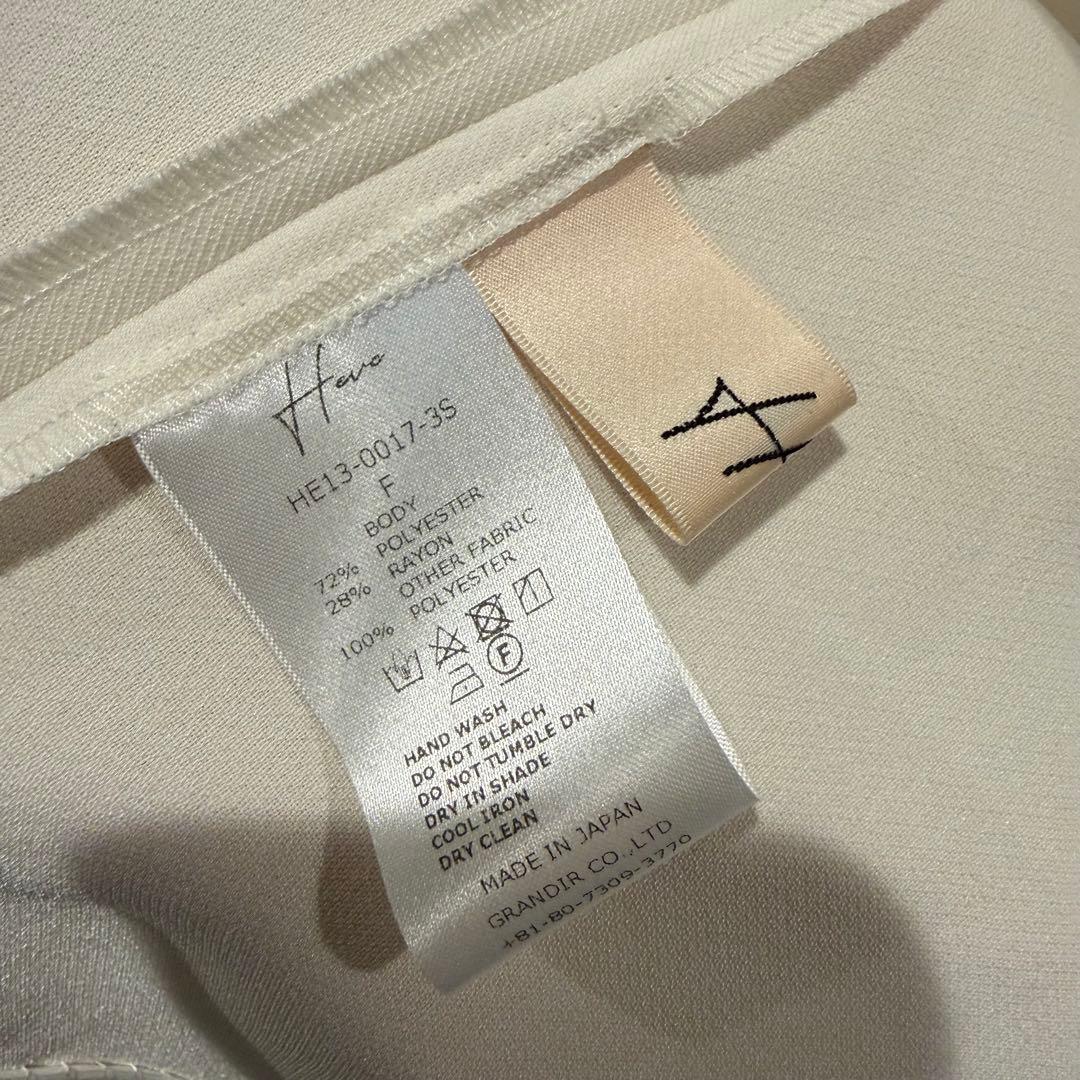 Hevo
HE13-0017-3S
F
BODY
72% POLYESTER
28% RAYON
OTHER FABRIC
100% POLYESTER
F
HAND WASH
DO NOT BLEACH
DO NOT TUMBLE DRY
DRY IN SHADE
COOL IRON
DRY CLEAN
MADE IN JAPAN
GRANDIR CO.,LTD
+81-80-7309-3770